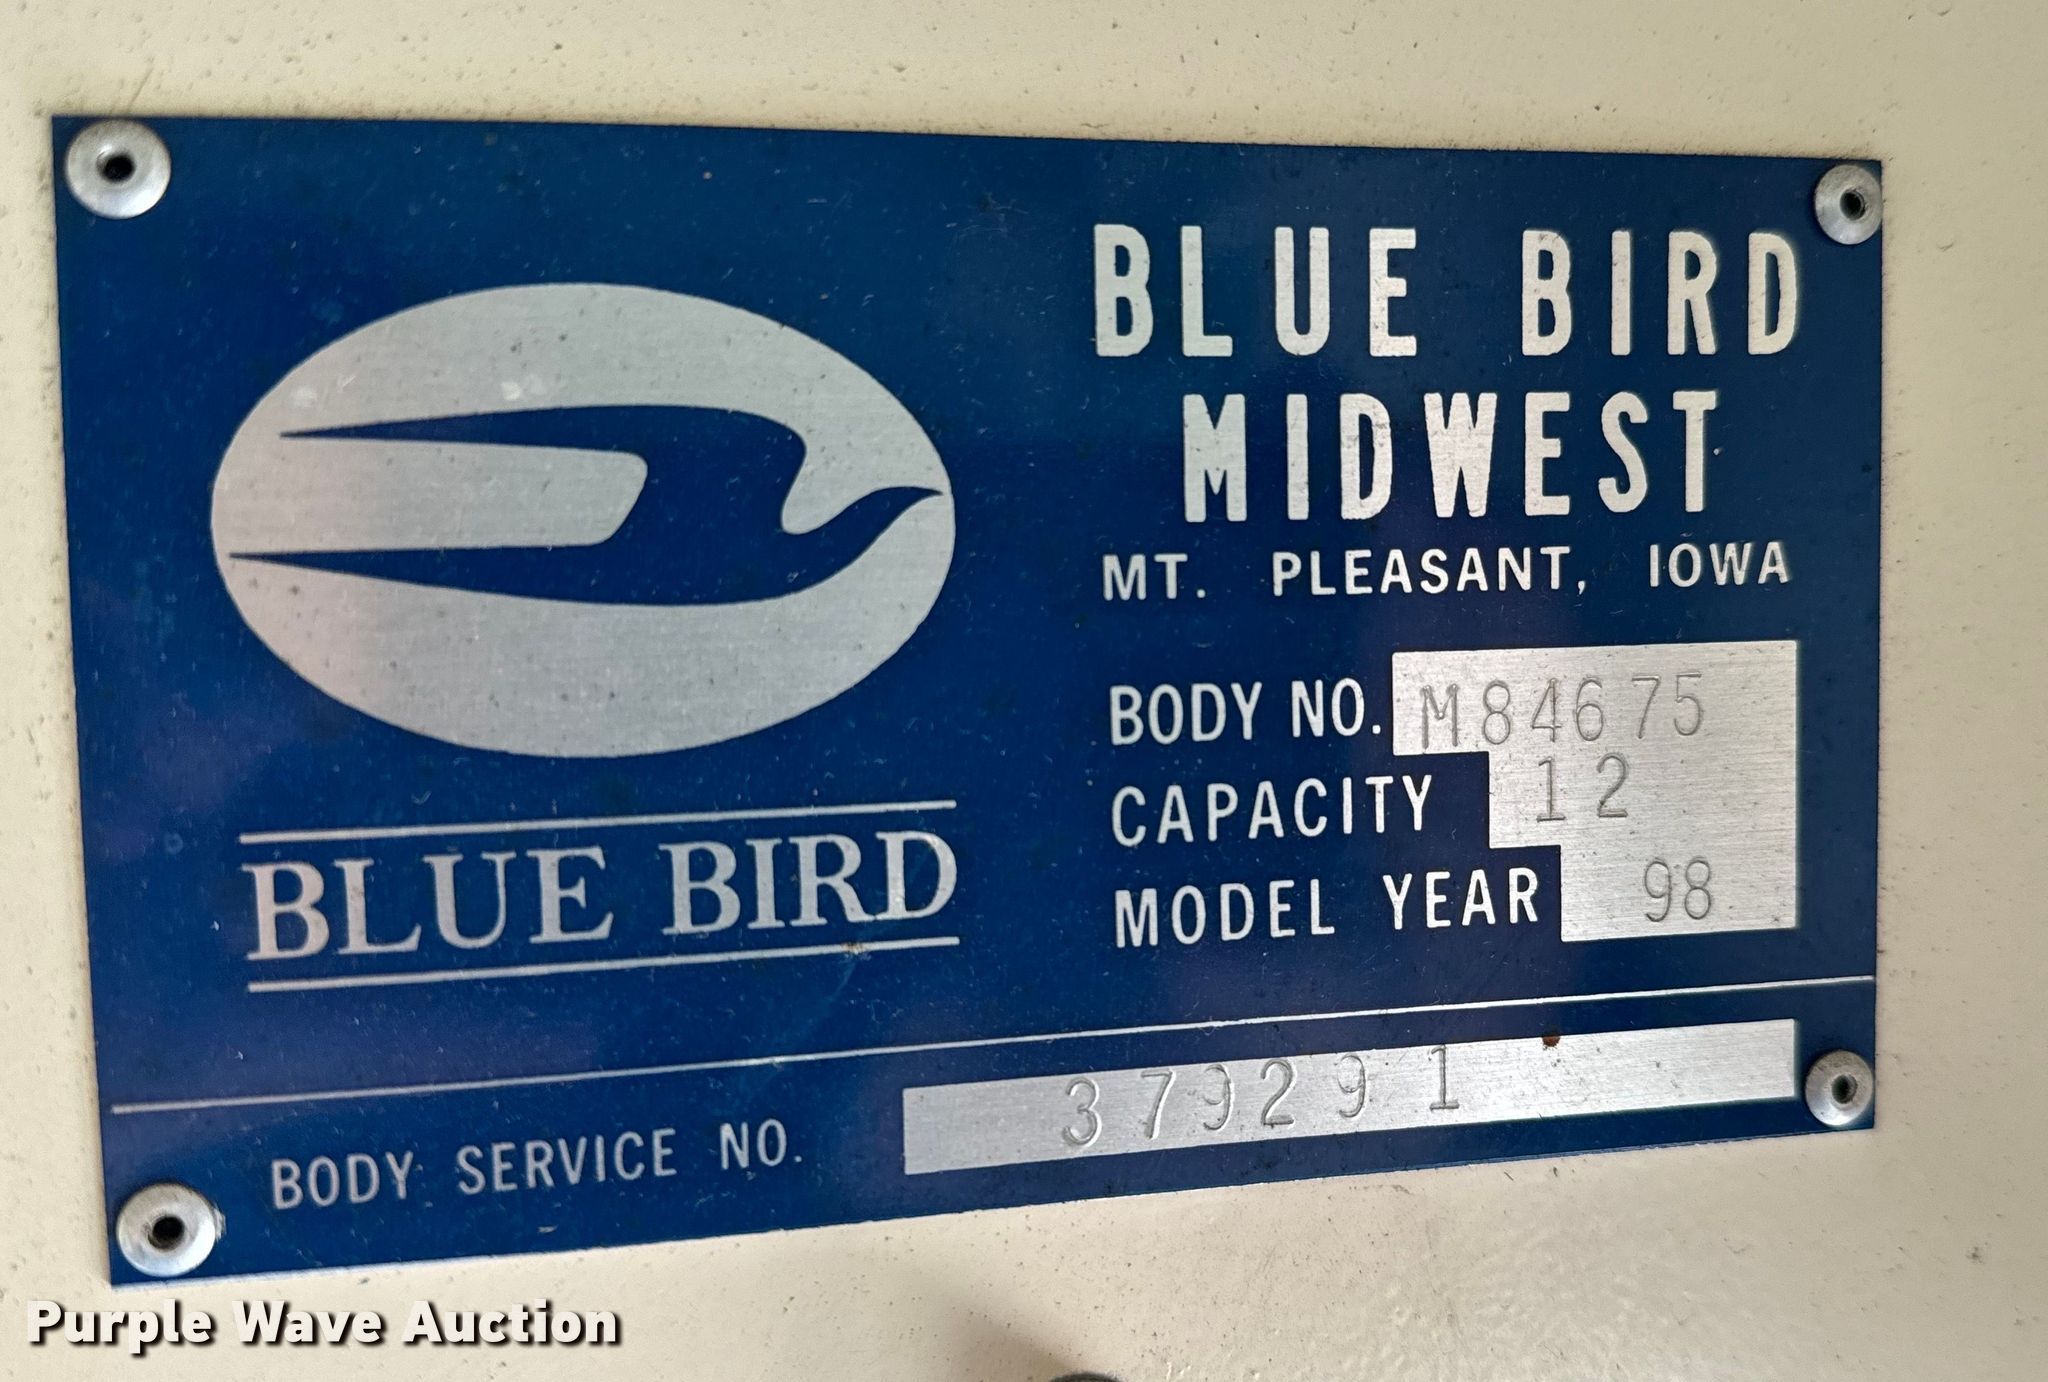 BLUE BIRD
MIDWEST
MT. PLEASANT, IOWA
BODY NO. M84675
CAPACITY 12
MODEL YEAR 98
BLUE BIRD
BODY SERVICE NO. 379291
Purple Wave Auction